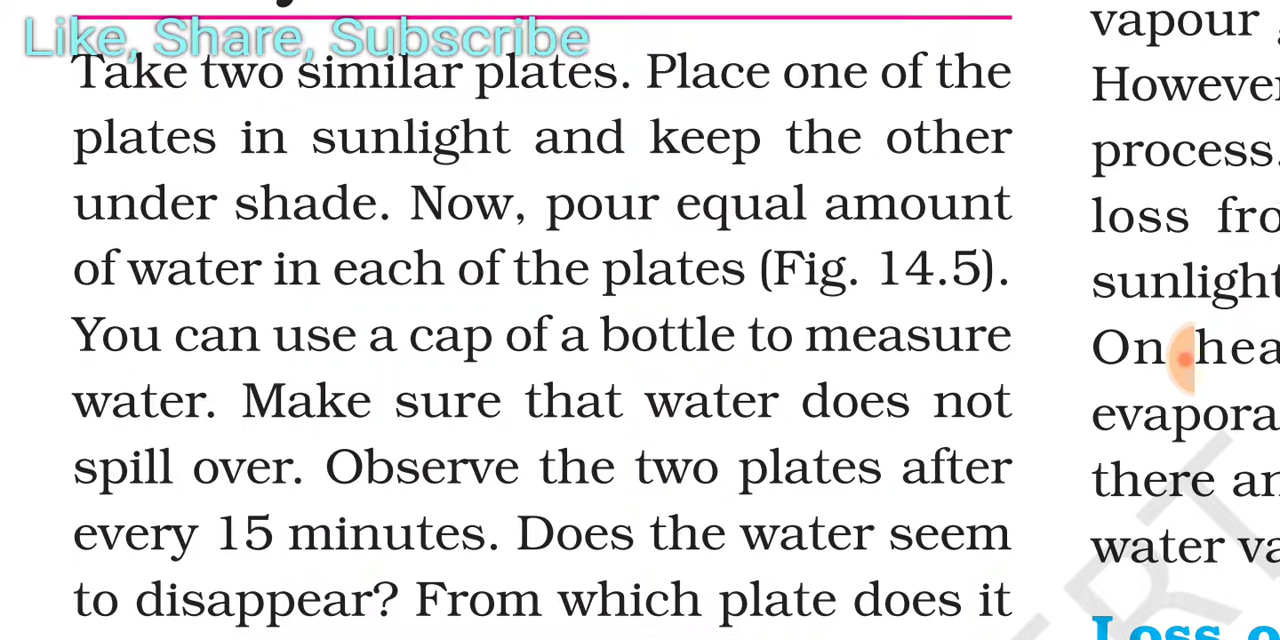 Like, Share, Subscribe
Take two similar plates. Place one of the
plates in sunlight and keep the other
under shade. Now, pour equal amount
of water in each of the plates (Fig. 14.5).
You can use a cap of a bottle to measure
water. Make sure that water does not
spill over. Observe the two plates after
every 15 minutes. Does the water seem
to disappear? From which plate does it
vapour
However
process.
loss fro
sunlight
On hea
evapora
there an
water va
Loss o